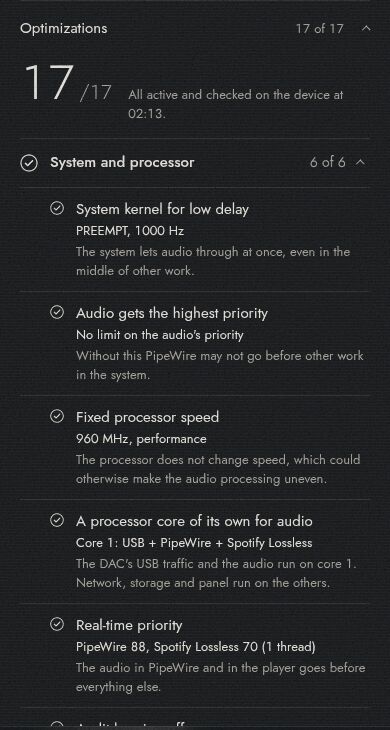 Optimizations
17 of 17
17/17
All active and checked on the device at
02:13.
System and processor
6 of 6
System kernel for low delay
PREEMPT, 1000 Hz
The system lets audio through at once, even in the
middle of other work.
Audio gets the highest priority
No limit on the audio's priority
Without this PipeWire may not go before other work
in the system.
Fixed processor speed
960 MHz, performance
The processor does not change speed, which could
otherwise make the audio processing uneven.
A processor core of its own for audio
Core 1: USB + PipeWire + Spotify Lossless
The DAC's USB traffic and the audio run on core 1.
Network, storage and panel run on the others.
Real-time priority
PipeWire 88, Spotify Lossless 70 (1 thread)
The audio in PipeWire and in the player goes before
everything else.